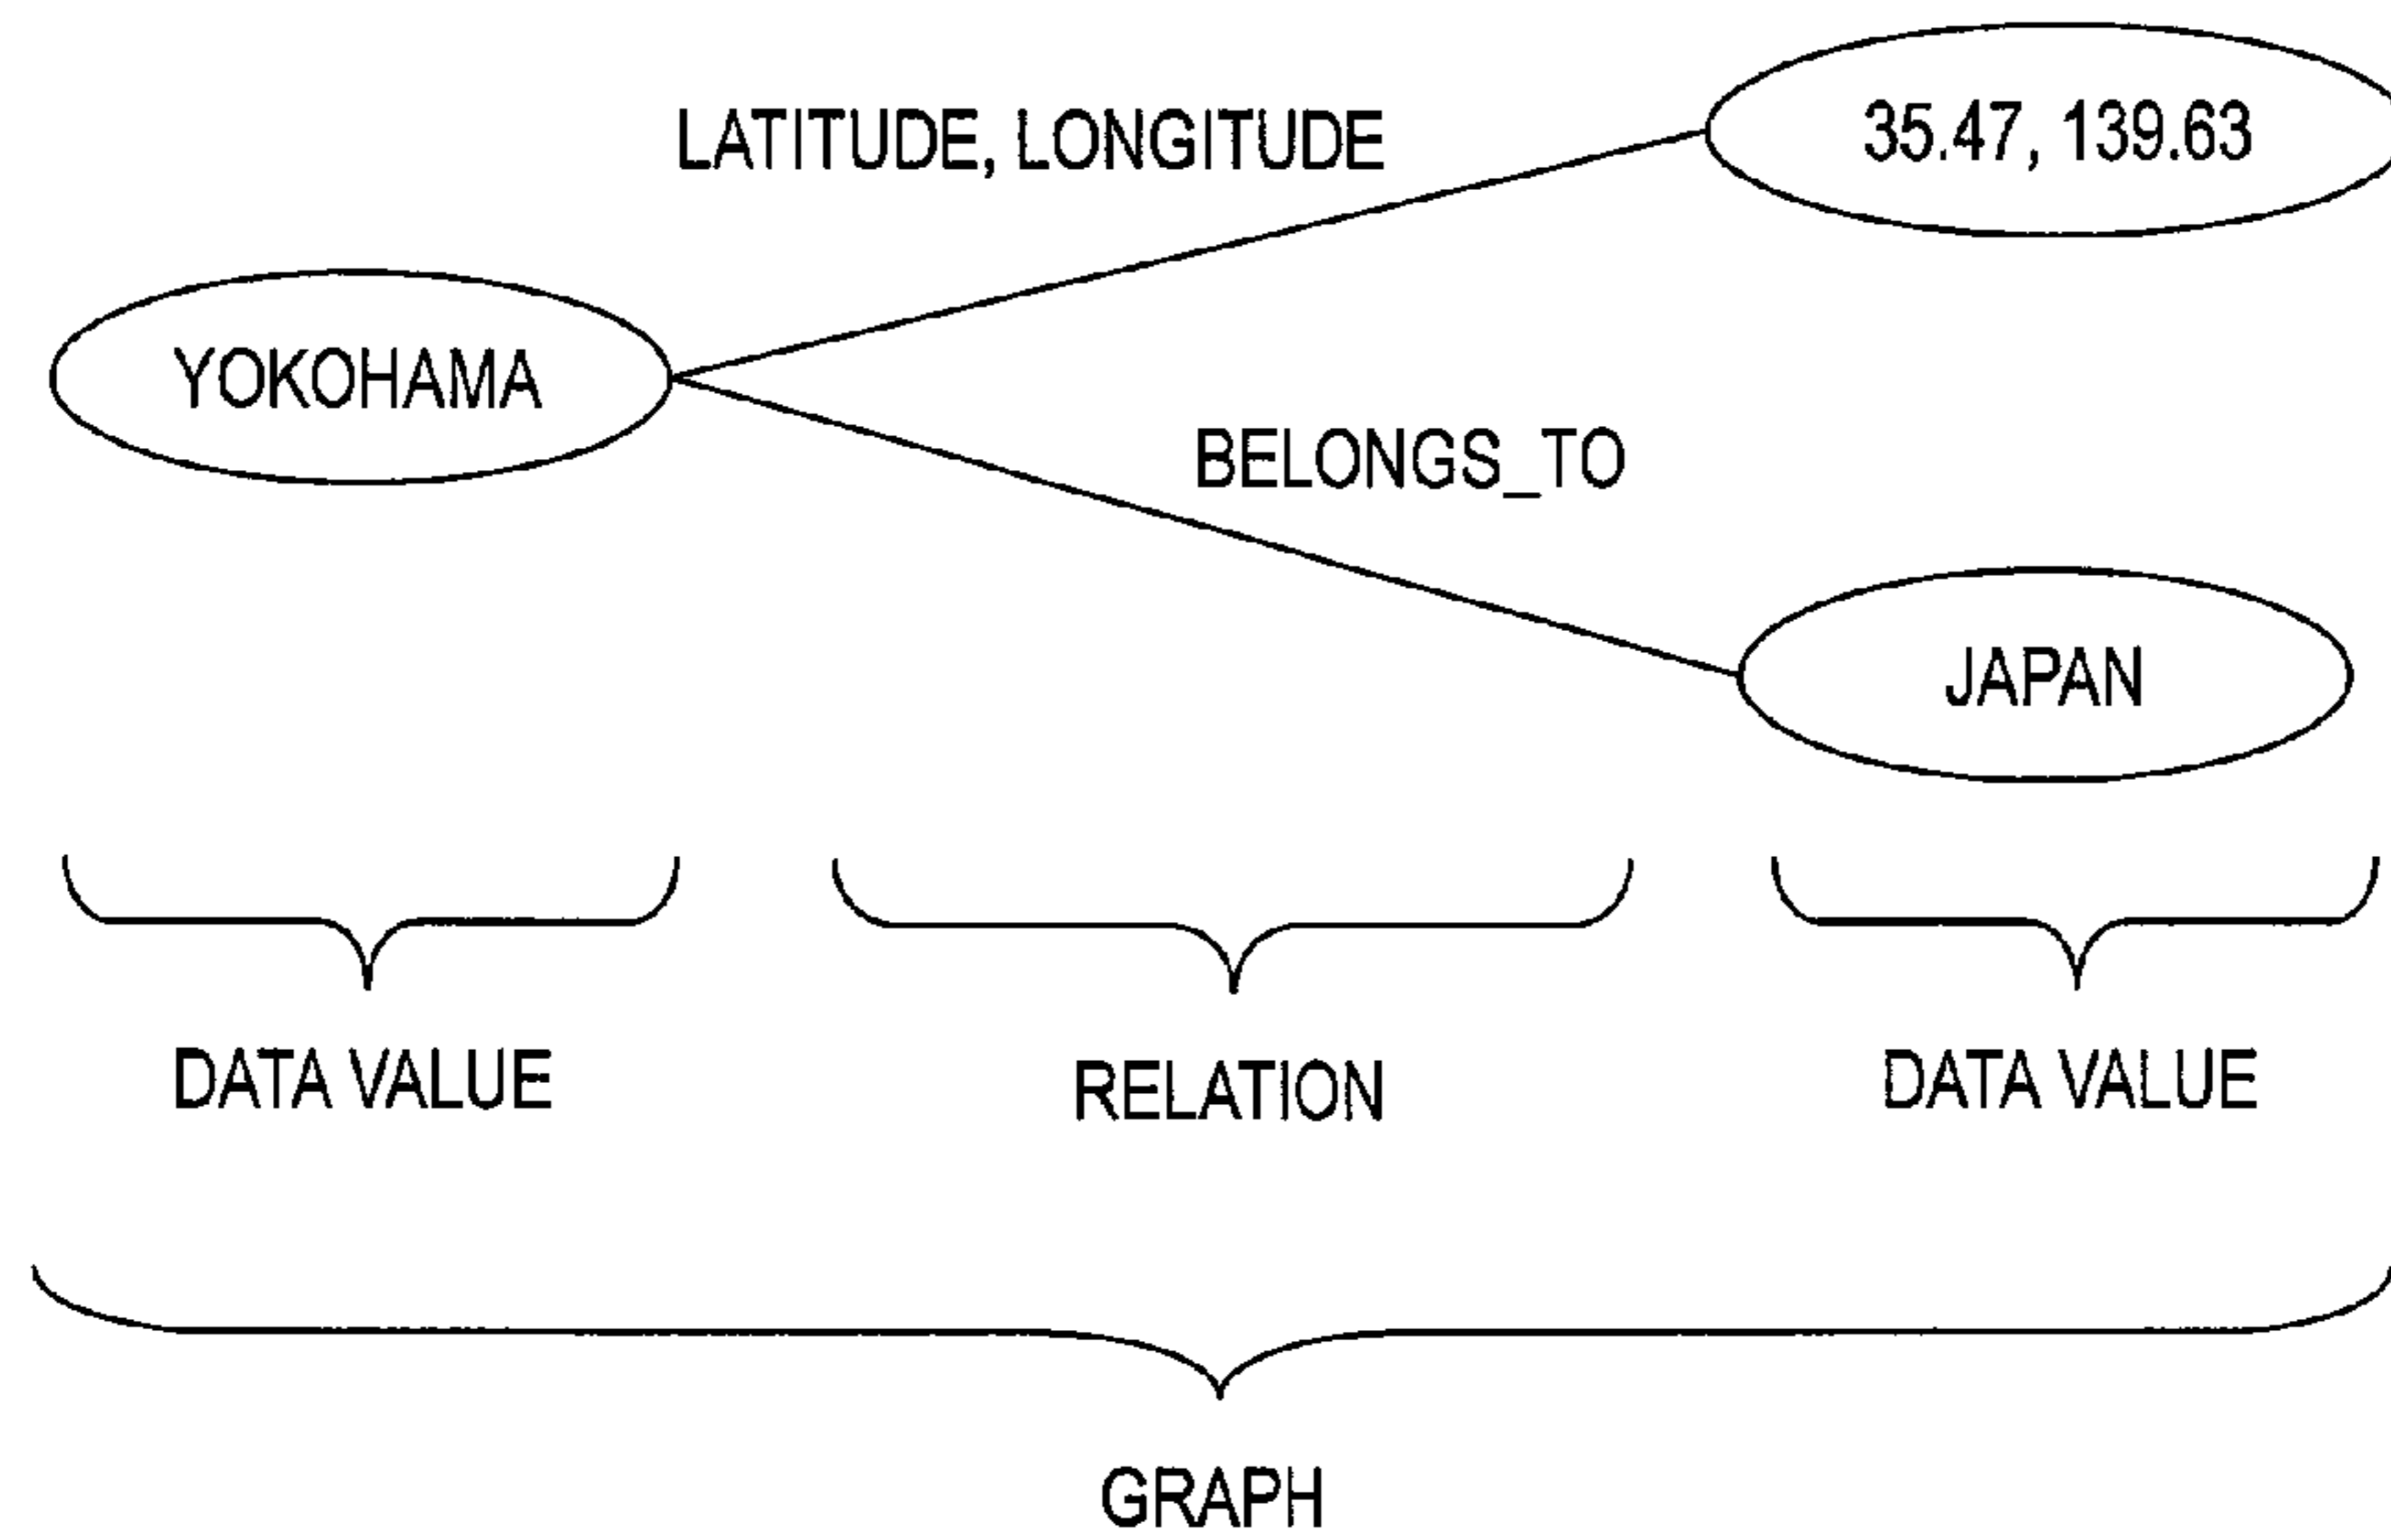 LATITUDE, LONGITUDE
35.47, 139.63
YOKOHAMA
BELONGS_TO
JAPAN
DATA VALUE
RELATION
DATA VALUE
GRAPH